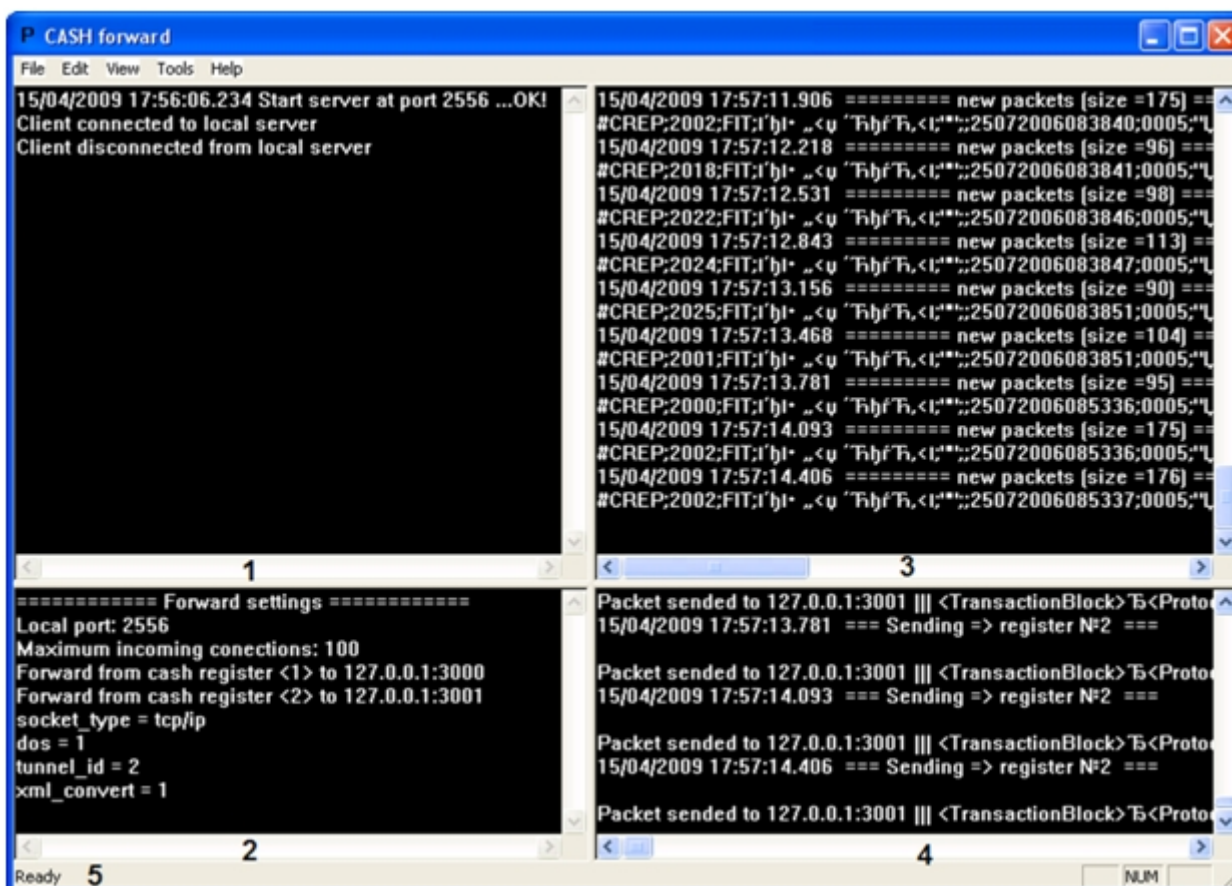 CASH forward
File Edit View Tools Help
15/04/2009 17:56:06.234 Start server at port 2556 ...OK!
Client connected to local server
Client disconnected from local server
1
15/04/2009 17:57:11.906 ========= new packets (size =175) ===
#CREP;2002;FIT;
;25072006083840;0005;
15/04/2009 17:57:12.218 ========= new packets (size =96) ===
#CREP;2018;FIT;
;25072006083841;0005;
15/04/2009 17:57:12.531 ========= new packets (size =98) ===
#CREP;2022;FIT;
;25072006083846;0005;
15/04/2009 17:57:12.843 ========= new packets (size =113) ==
#CREP;2024;FIT;
;25072006083847;0005;
15/04/2009 17:57:13.156 ========= new packets (size =90) ===
#CREP;2025;FIT;
;25072006083851;0005;
15/04/2009 17:57:13.468 ========= new packets (size =104) ==
#CREP;2001;FIT;
;25072006083851;0005;
15/04/2009 17:57:13.781 ========= new packets (size =95) ===
#CREP;2000;FIT;
;25072006085336;0005;
15/04/2009 17:57:14.093 ========= new packets (size =175) ==
#CREP;2002;FIT;
;25072006085336;0005;
15/04/2009 17:57:14.406 ========= new packets (size =176) ==
#CREP;2002;FIT;
;25072006085337;0005;
3
============ Forward settings ============
Local port: 2556
Maximum incoming conections: 100
Forward from cash register <1> to 127.0.0.1:3000
Forward from cash register <2> to 127.0.0.1:3001
socket_type = tcp/ip
dos = 1
tunnel_id = 2
xml_convert = 1
2
Packet sended to 127.0.0.1:3001 ||| <TransactionBlock>Ђ<Protoc
15/04/2009 17:57:13.781 === Sending => register №2 ===
Packet sended to 127.0.0.1:3001 ||| <TransactionBlock>Ђ<Protoc
15/04/2009 17:57:14.093 === Sending => register №2 ===
Packet sended to 127.0.0.1:3001 ||| <TransactionBlock>Ђ<Protoc
15/04/2009 17:57:14.406 === Sending => register №2 ===
Packet sended to 127.0.0.1:3001 ||| <TransactionBlock>Ђ<Protoc
4
Ready 5 NUM